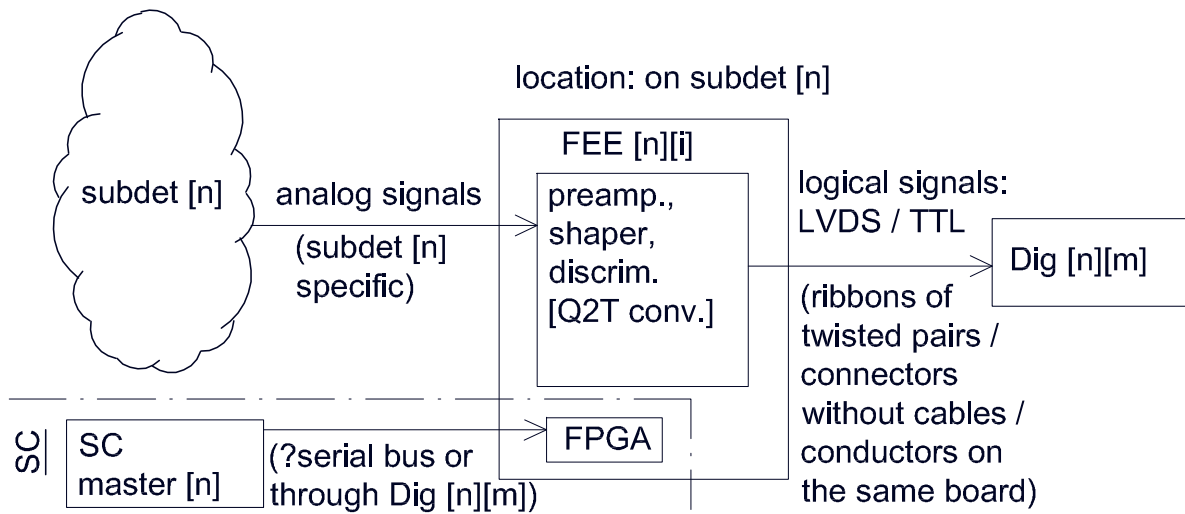 location: on subdet [n]
FEE [n][i]
subdet [n]
analog signals
(subdet [n]
specific)
preamp.,
shaper,
discrim.
[Q2T conv.]
logical signals:
LVDS / TTL
Dig [n][m]
(ribbons of
twisted pairs /
connectors
without cables /
conductors on
the same board)
SC
SC
master [n]
(?serial bus or
through Dig [n][m])
FPGA